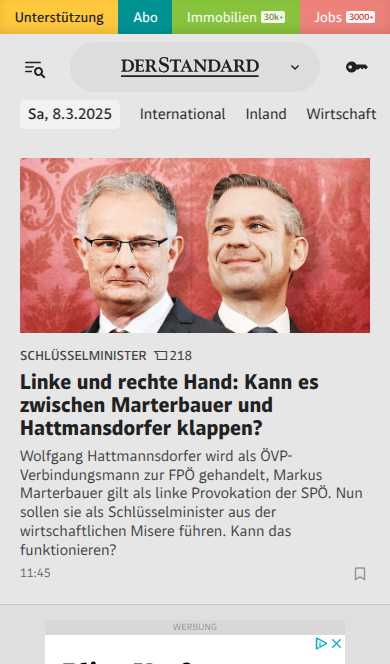 Unterstützung Abo Immobilien 30k+ Jobs 3000+
DERSTANDARD
Sa, 8.3.2025 International Inland Wirtschaft
SCHLÜSSELMINISTER 218
Linke und rechte Hand: Kann es
zwischen Marterbauer und
Hattmansdorfer klappen?
Wolfgang Hattmannsdorfer wird als ÖVP-
Verbindungsmann zur FPÖ gehandelt, Markus
Marterbauer gilt als linke Provokation der SPÖ. Nun
sollen sie als Schlüsselminister aus der
wirtschaftlichen Misere führen. Kann das
funktionieren?
11:45
WERBUNG